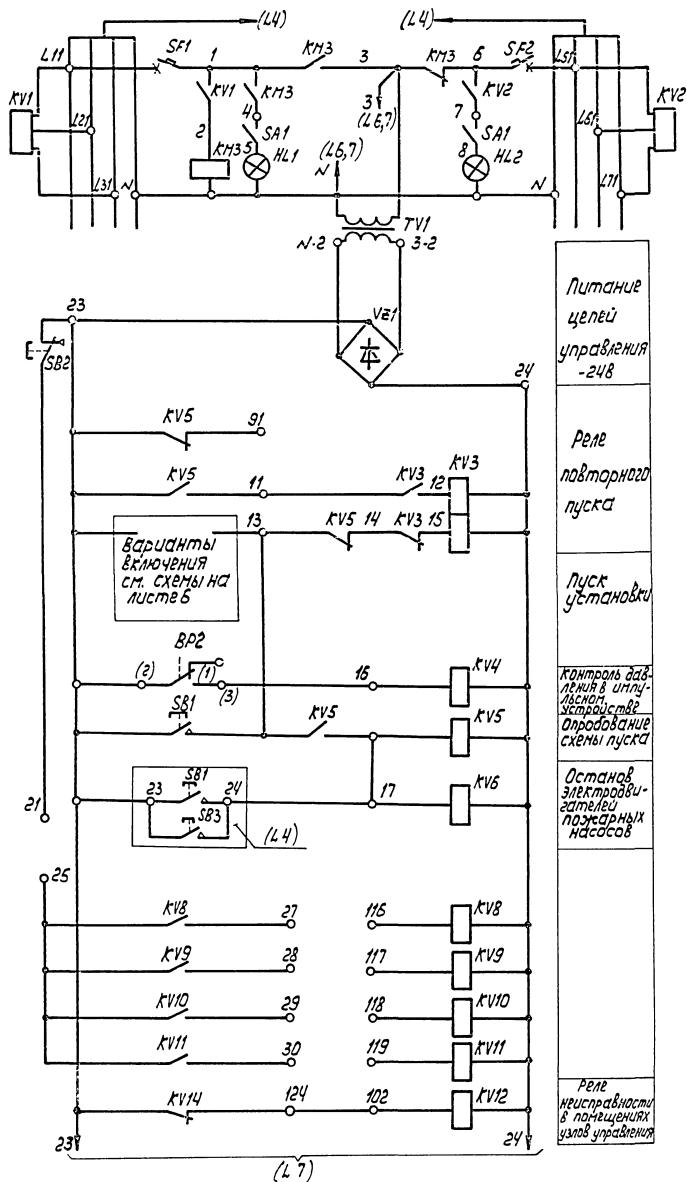 (L4)
(L4)
L11
SF1
1
KM3
3
KM3
6
SF2
L51
KV1
KV1
KM3
3
(L6,7)
KV2
KV2
L21
4
7
L61
2
SA1
SA1
KM3
5
HL1
(L6,7)
8
HL2
L31
N
N
N
L71
TV1
N-2
3-2
23
VZ1
Питание
цепей
управления
-24В
SB2
24
KV5
91
Реле
повторного
пуска
KV5
11
KV3
12
KV3
13
KV5
14
KV3
15
Варианты
включения
см. схемы на
листе 6
Пуск
установки
BP2
(2)
(1)
(3)
16
KV4
Контроль дав-
ления в импу-
льсном
устройстве
SB1
KV5
KV5
Опробование
схемы пуска
21
23
SB1
24
17
KV6
SB3
(L4)
Останов
электродви-
гателей
пожарных
насосов
25
KV8
27
116
KV8
KV9
28
117
KV9
KV10
29
118
KV10
KV11
30
119
KV11
KV14
124
102
KV12
Реле
неисправности
в помещениях
узлов управления
23
24
(L7)